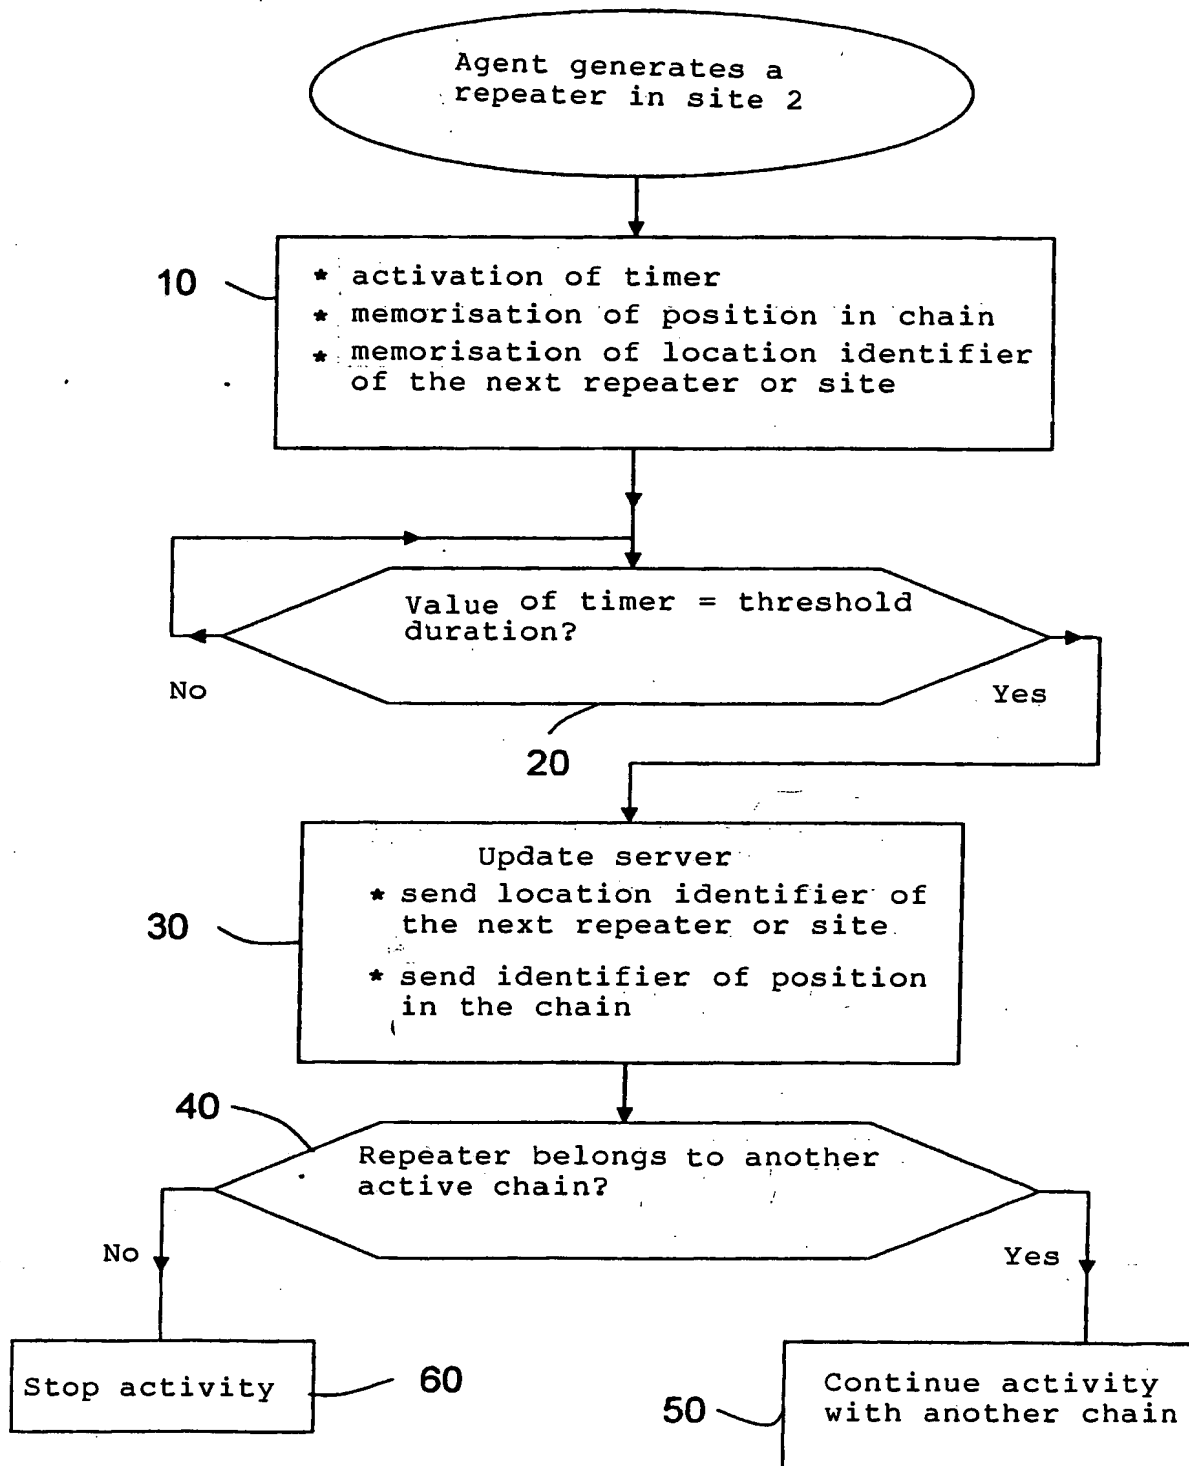 Agent generates a
repeater in site 2
10
* activation of timer
* memorisation of position in chain
* memorisation of location identifier
of the next repeater or site
Value of timer = threshold
duration?
No
Yes
20
Update server
* send location identifier of
the next repeater or site
30
* send identifier of position
in the chain
40
Repeater belongs to another
active chain?
No
Yes
Stop activity
60
50
Continue activity
with another chain